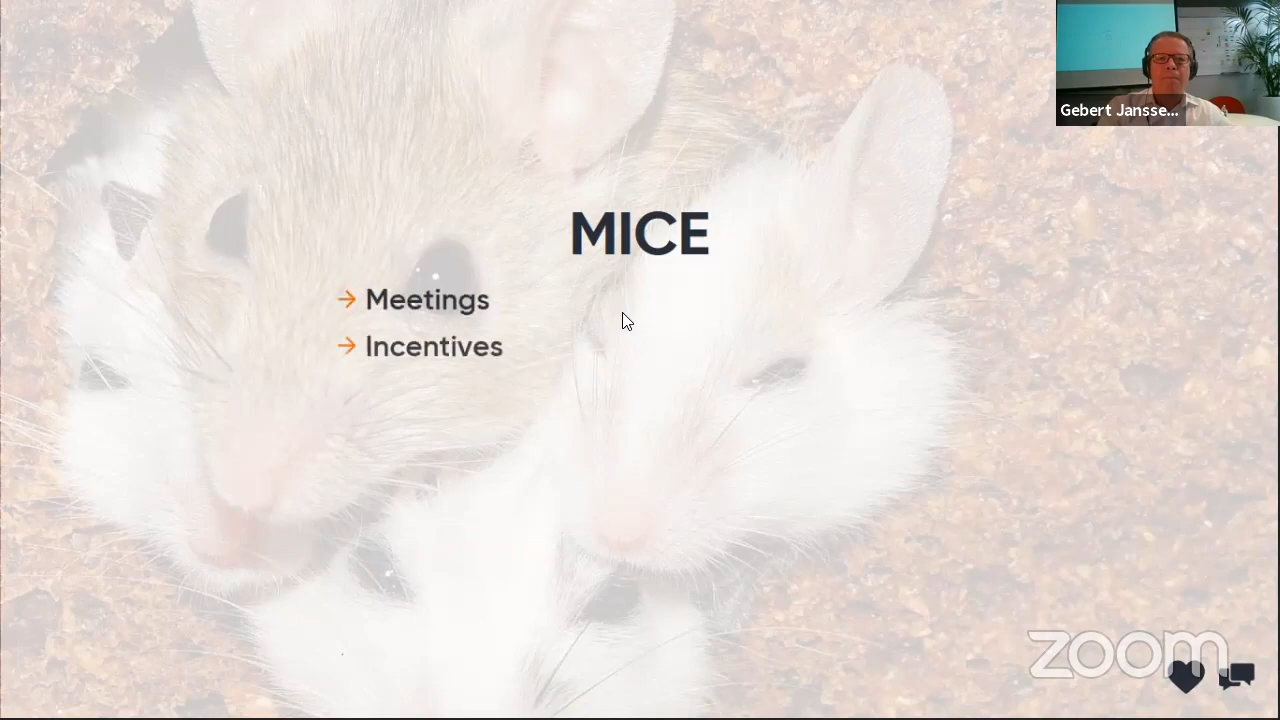 Gebert Jansse...
MICE
→ Meetings
→ Incentives
zoom